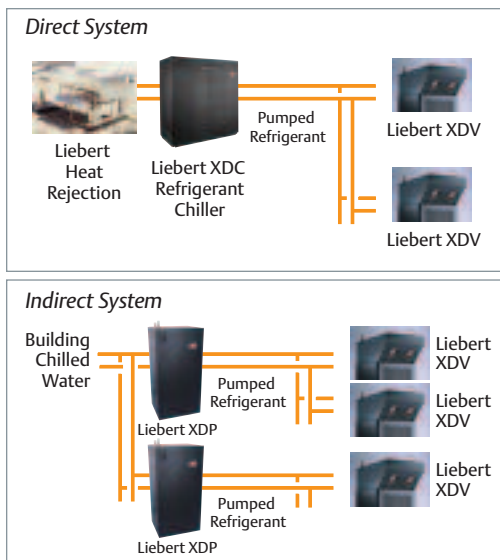 Direct System
Pumped
Refrigerant
Liebert XDV
Liebert
Heat
Rejection
Liebert XDC
Refrigerant
Chiller
Liebert XDV
Indirect System
Building
Chilled
Water
Liebert
XDV
Pumped
Refrigerant
Liebert
XDV
Liebert XDP
Liebert
XDV
Pumped
Refrigerant
Liebert XDP